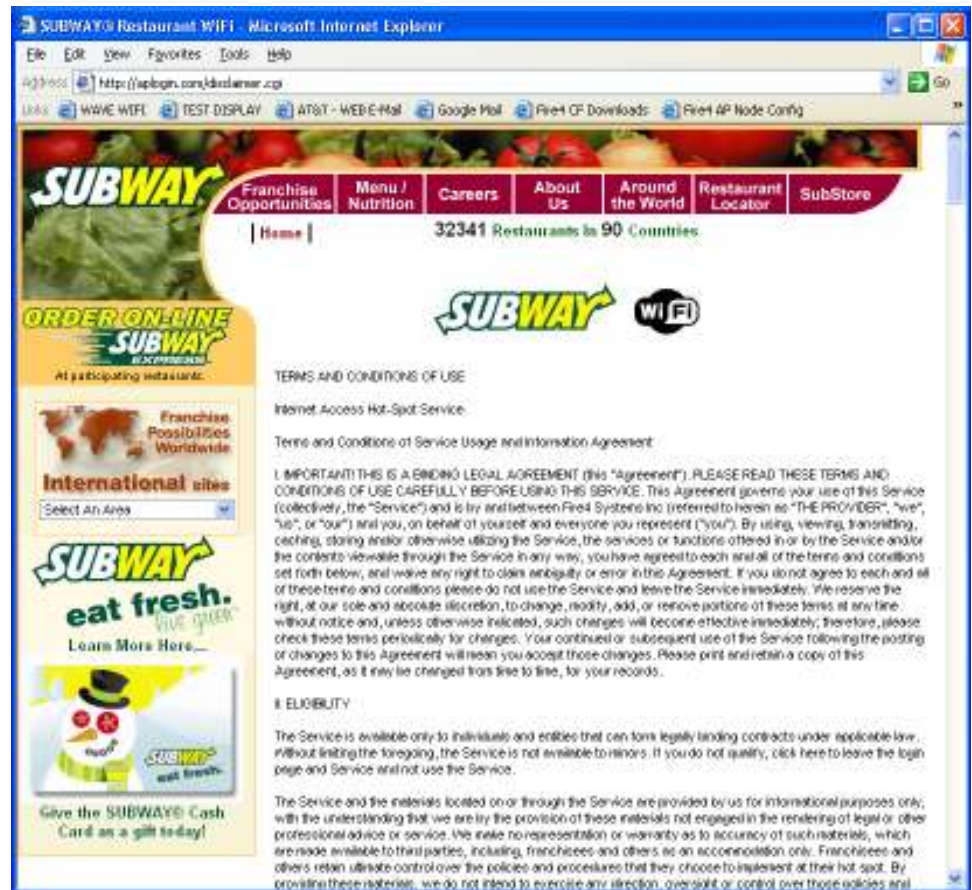 SUBWAY® Restaurant WiFi - Microsoft Internet Explorer
File Edit View Favorites Tools Help
Address http://aplogin.com/disclaimer.cgi Go
Links WAVE WIFI TEST DISPLAY AT&T - WEB E-Mail Google Mail Fire4 CF Downloads Fire4 AP Node Config
SUBWAY
Franchise Opportunities
Menu / Nutrition
Careers
About Us
Around the World
Restaurant Locator
SubStore
| Home |
32341 Restaurants in 90 Countries
SUBWAY Wi Fi
ORDER ON-LINE
SUBWAY
EXPRESS
At participating restaurants.
Franchise
Possibilities
Worldwide
International sites
Select An Area
SUBWAY
eat fresh.
live green
Learn More Here...
SUBWAY
eat fresh.
Give the SUBWAY® Cash
Card as a gift today!
TERMS AND CONDITIONS OF USE
Internet Access Hot-Spot Service
Terms and Conditions of Service Usage and Information Agreement
I. IMPORTANT! THIS IS A BINDING LEGAL AGREEMENT (this "Agreement"). PLEASE READ THESE TERMS AND
CONDITIONS OF USE CAREFULLY BEFORE USING THIS SERVICE. This Agreement governs your use of this Service
(collectively, the "Service") and is by and between Fire4 Systems Inc (referred to herein as "THE PROVIDER", "we",
"us", or "our") and you, on behalf of yourself and everyone you represent ("you"). By using, viewing, transmitting,
caching, storing and/or otherwise utilizing the Service, the services or functions offered in or by the Service and/or
the contents viewable through the Service in any way, you have agreed to each and all of the terms and conditions
set forth below, and waive any right to claim ambiguity or error in this Agreement. If you do not agree to each and all
of these terms and conditions please do not use the Service and leave the Service immediately. We reserve the
right, at our sole and absolute discretion, to change, modify, add, or remove portions of these terms at any time
without notice and, unless otherwise indicated, such changes will become effective immediately; therefore, please
check these terms periodically for changes. Your continued or subsequent use of the Service following the posting
or changes to this Agreement will mean you accept those changes. Please print and retain a copy of this
Agreement, as it may be changed from time to time, for your records.
II. ELIGIBILITY
The Service is available only to individuals and entities that can form legally binding contracts under applicable law.
Without limiting the foregoing, the Service is not available to minors. If you do not qualify, click here to leave the login
page and Service and not use the Service.
The Service and the materials located on or through the Service are provided by us for informational purposes only,
with the understanding that we are by the provision of these materials not engaged in the rendering of legal or other
professional advice or service. We make no representation or warranty as to accuracy of such materials, which
are made available to third parties, including, franchisees and others as an accommodation only. Franchisees and
others retain ultimate control over the policies and procedures that they choose to implement at their hot spot. By
providing these materials, we do not intend to exercise any direction, oversight or control over those policies and